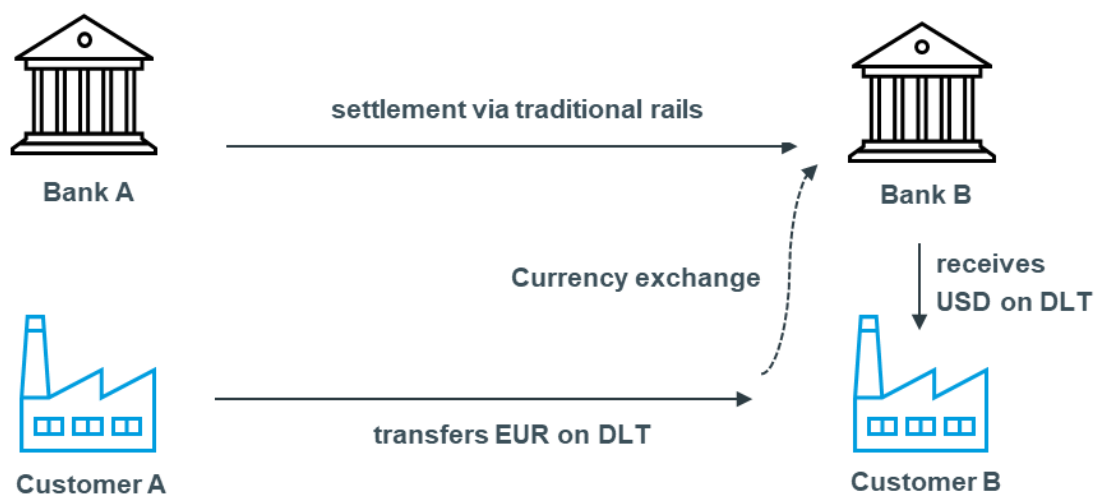 settlement via traditional rails
Bank A
Bank B
Currency exchange
receives
USD on DLT
transfers EUR on DLT
Customer A
Customer B